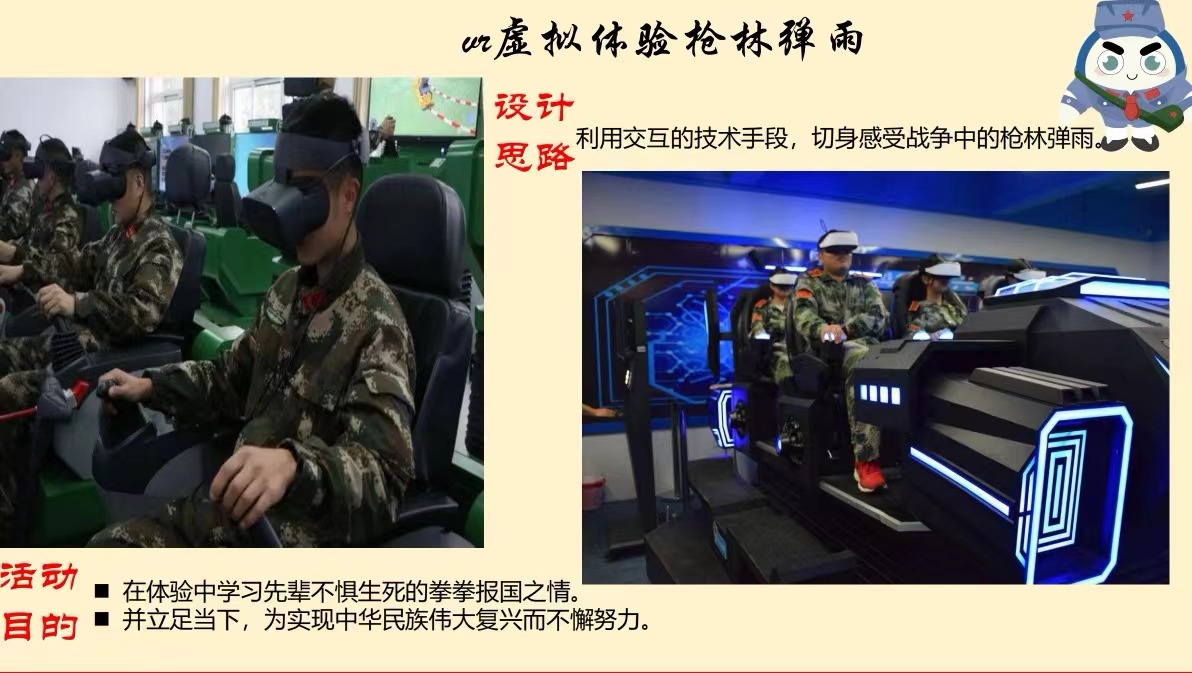 vr虚拟体验枪林弹雨
设计
思路
利用交互的技术手段，切身感受战争中的枪林弹雨。
活动
目的
■ 在体验中学习先辈不惧生死的拳拳报国之情。
■ 并立足当下，为实现中华民族伟大复兴而不懈努力。